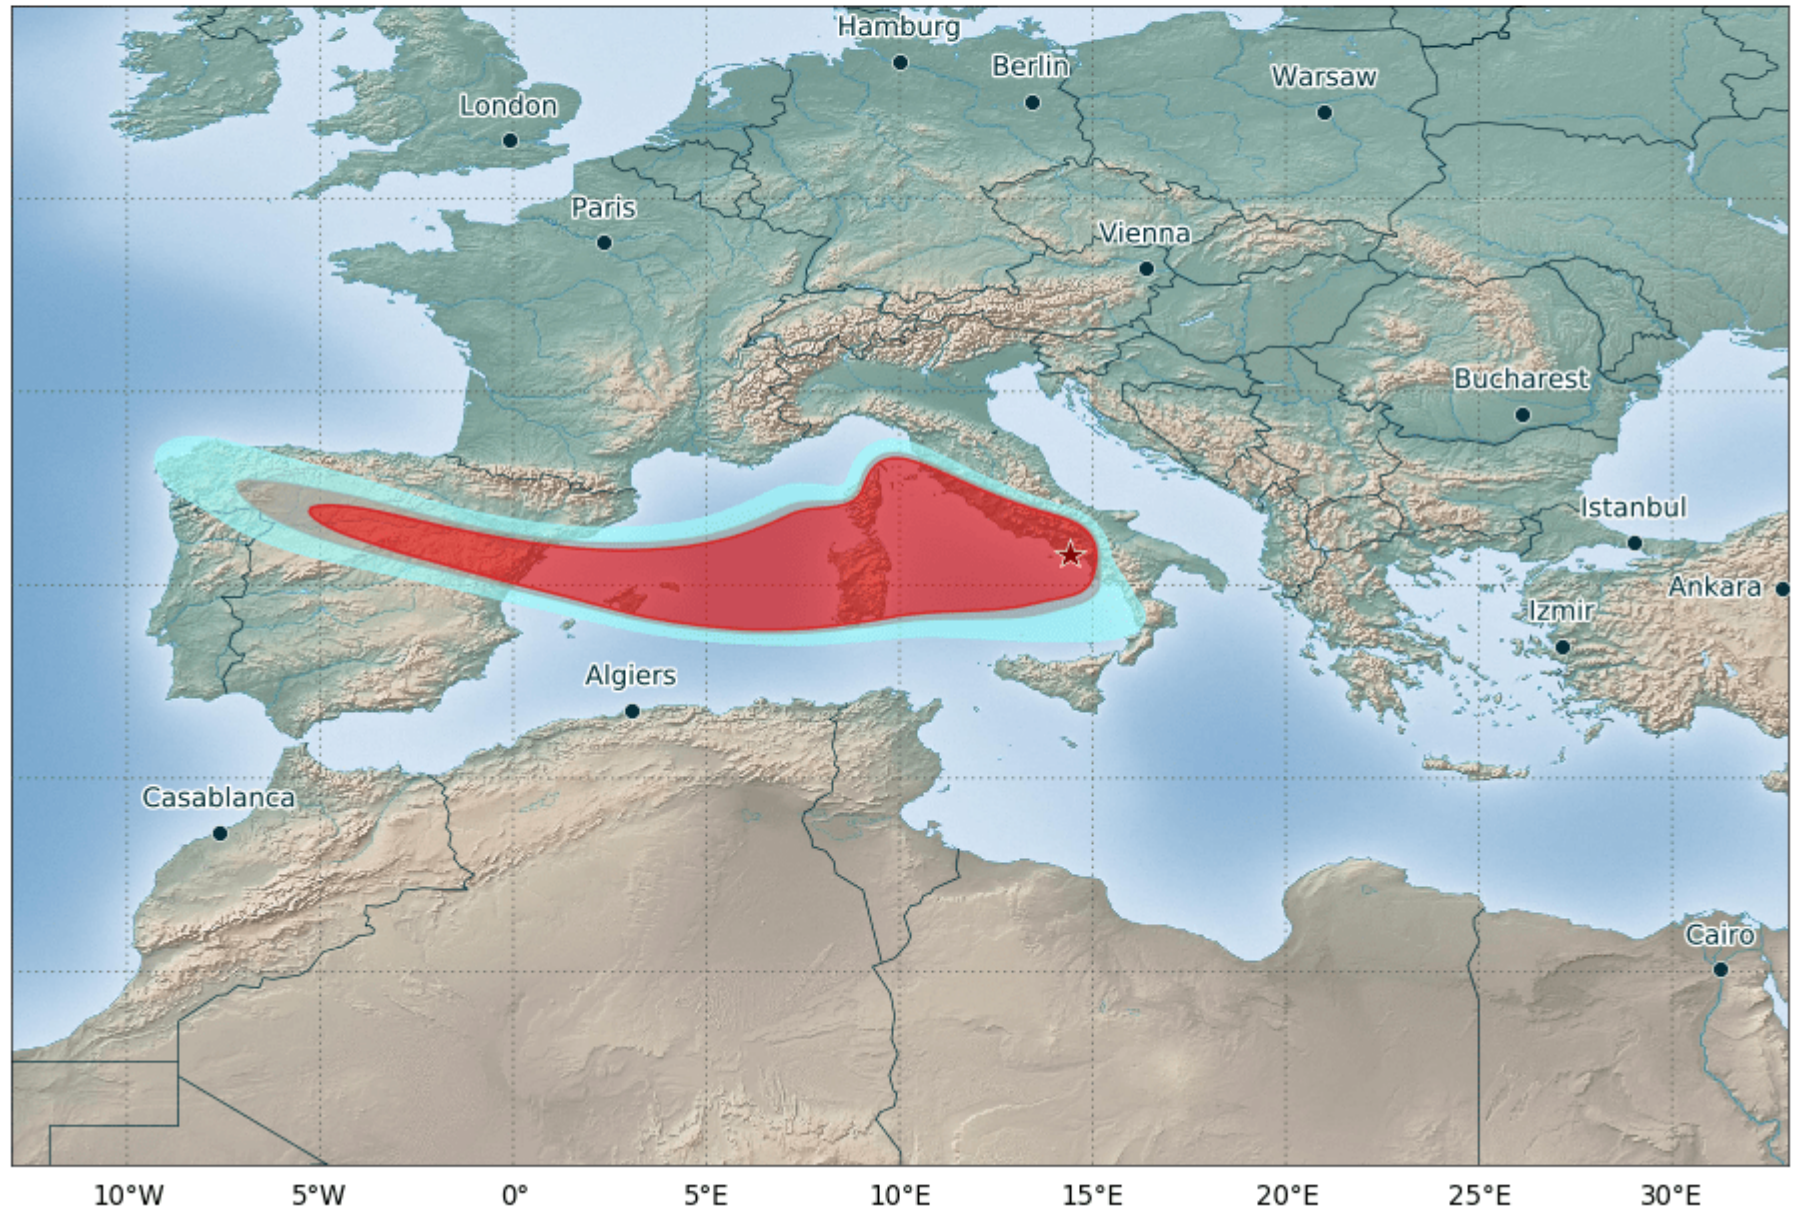 Hamburg
Berlin
Warsaw
London
Paris
Vienna
Bucharest
Istanbul
Ankara
Izmir
Algiers
Casablanca
Cairo
10°W 5°W 0° 5°E 10°E 15°E 20°E 25°E 30°E